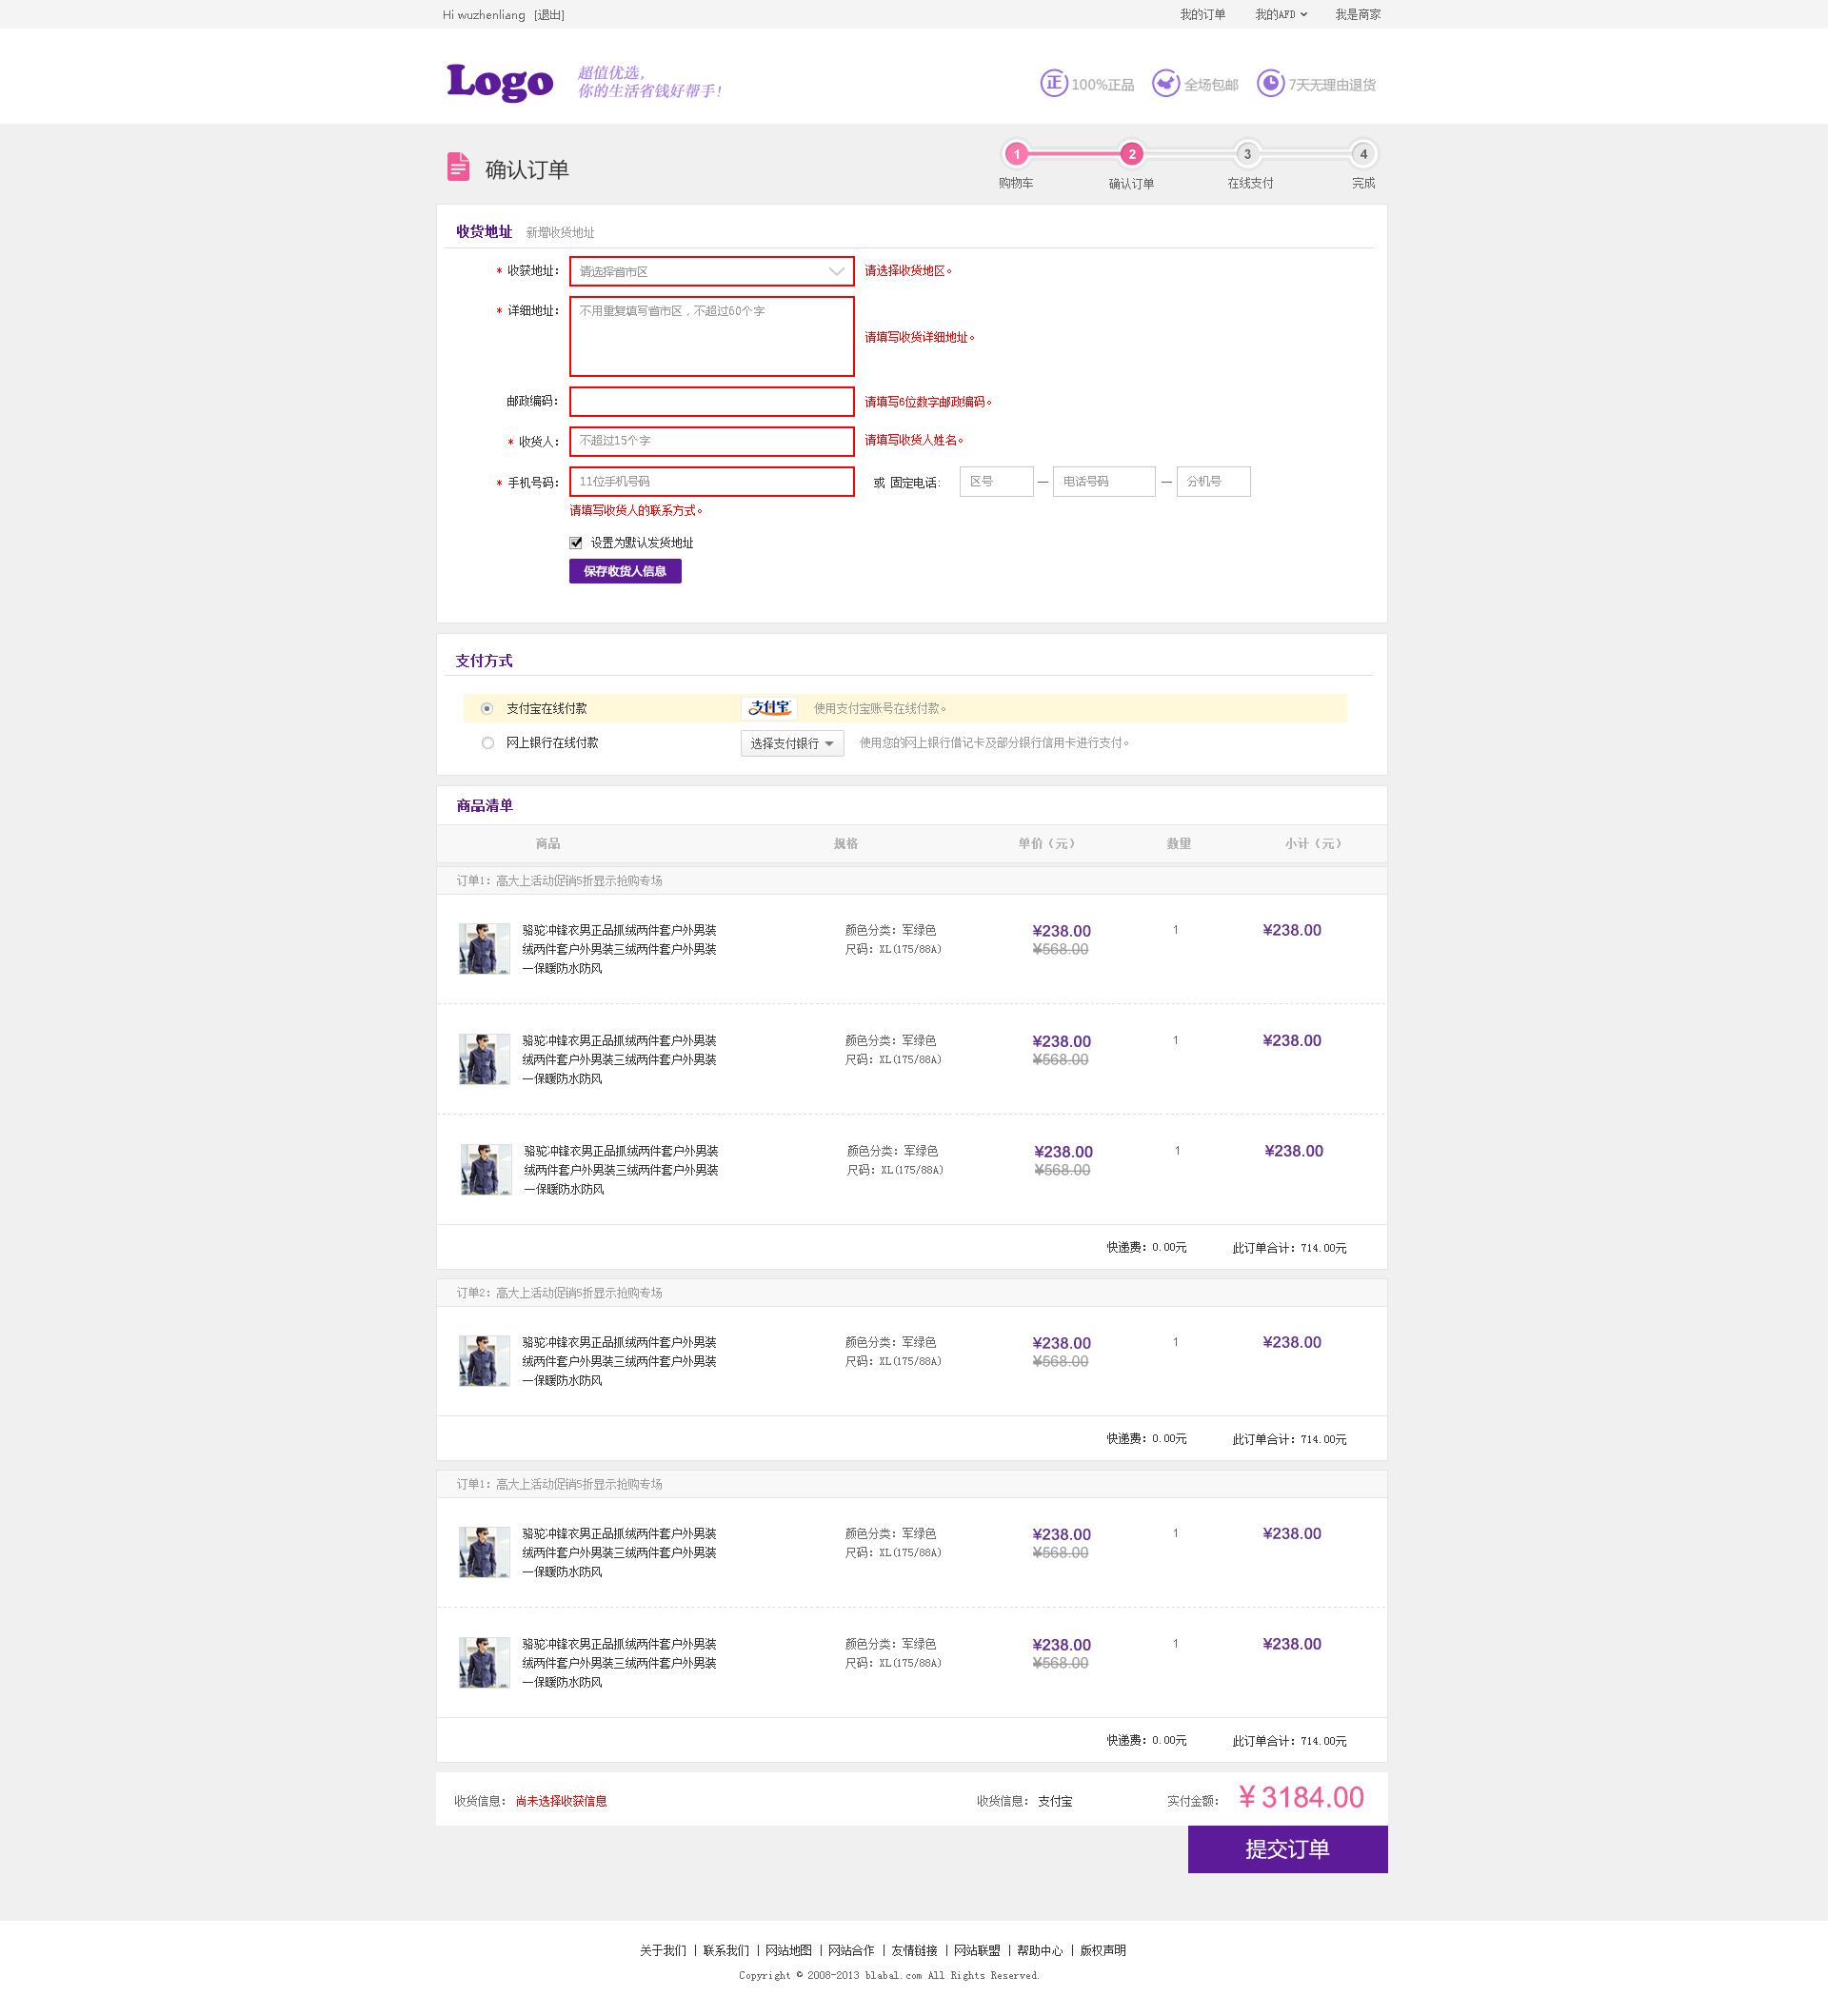 Hi wuzhenliang [退出] 我的订单 我的AFD 我是商家
Logo
超值优选，
你的生活省钱好帮手！
正 100%正品 全场包邮 7天无理由退货
确认订单
1 2 3 4
购物车 确认订单 在线支付 完成
收货地址 新增收货地址
* 收获地址： 请选择省市区 请选择收货地区。
* 详细地址： 不用重复填写省市区，不超过60个字
请填写收货详细地址。
邮政编码： 请填写6位数字邮政编码。
* 收货人： 不超过15个字 请填写收货人姓名。
* 手机号码： 11位手机号码 或 固定电话： 区号 — 电话号码 — 分机号
请填写收货人的联系方式。
设置为默认发货地址
保存收货人信息
支付方式
支付宝在线付款 支付宝 使用支付宝账号在线付款。
网上银行在线付款 选择支付银行 使用您的网上银行借记卡及部分银行信用卡进行支付。
商品清单
商品 规格 单价（元） 数量 小计（元）
订单1：高大上活动促销5折显示抢购专场
骆驼冲锋衣男正品抓绒两件套户外男装 颜色分类：军绿色 ¥238.00 1 ¥238.00
绒两件套户外男装三绒两件套户外男装 尺码：XL(175/88A) ¥568.00
一保暖防水防风
骆驼冲锋衣男正品抓绒两件套户外男装 颜色分类：军绿色 ¥238.00 1 ¥238.00
绒两件套户外男装三绒两件套户外男装 尺码：XL(175/88A) ¥568.00
一保暖防水防风
骆驼冲锋衣男正品抓绒两件套户外男装 颜色分类：军绿色 ¥238.00 1 ¥238.00
绒两件套户外男装三绒两件套户外男装 尺码：XL(175/88A) ¥568.00
一保暖防水防风
快递费：0.00元 此订单合计：714.00元
订单2：高大上活动促销5折显示抢购专场
骆驼冲锋衣男正品抓绒两件套户外男装 颜色分类：军绿色 ¥238.00 1 ¥238.00
绒两件套户外男装三绒两件套户外男装 尺码：XL(175/88A) ¥568.00
一保暖防水防风
快递费：0.00元 此订单合计：714.00元
订单1：高大上活动促销5折显示抢购专场
骆驼冲锋衣男正品抓绒两件套户外男装 颜色分类：军绿色 ¥238.00 1 ¥238.00
绒两件套户外男装三绒两件套户外男装 尺码：XL(175/88A) ¥568.00
一保暖防水防风
骆驼冲锋衣男正品抓绒两件套户外男装 颜色分类：军绿色 ¥238.00 1 ¥238.00
绒两件套户外男装三绒两件套户外男装 尺码：XL(175/88A) ¥568.00
一保暖防水防风
快递费：0.00元 此订单合计：714.00元
收货信息： 尚未选择收获信息 收货信息： 支付宝 实付金额： ¥ 3184.00
提交订单
关于我们 | 联系我们 | 网站地图 | 网站合作 | 友情链接 | 网站联盟 | 帮助中心 | 版权声明
Copyright © 2008-2013 blabal.com All Rights Reserved.